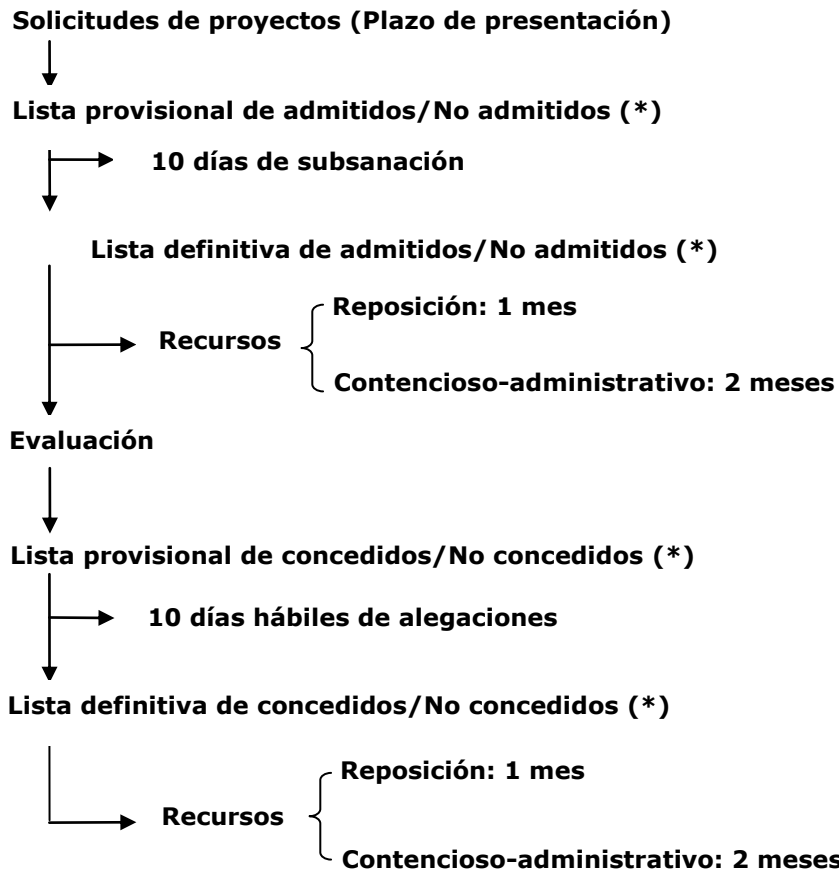 Solicitudes de proyectos (Plazo de presentación)
Lista provisional de admitidos/No admitidos (*)
10 días de subsanación
Lista definitiva de admitidos/No admitidos (*)
Reposición: 1 mes
Recursos
Contencioso-administrativo: 2 meses
Evaluación
Lista provisional de concedidos/No concedidos (*)
10 días hábiles de alegaciones
Lista definitiva de concedidos/No concedidos (*)
Reposición: 1 mes
Recursos
Contencioso-administrativo: 2 meses